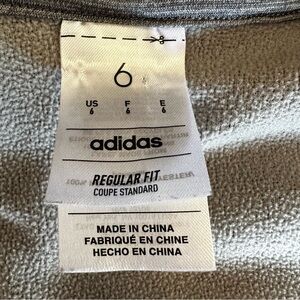 6
US F E
6 6 6
adidas
REGULAR FIT
COUPE STANDARD
MADE IN CHINA
FABRIQUÉ EN CHINE
HECHO EN CHINA